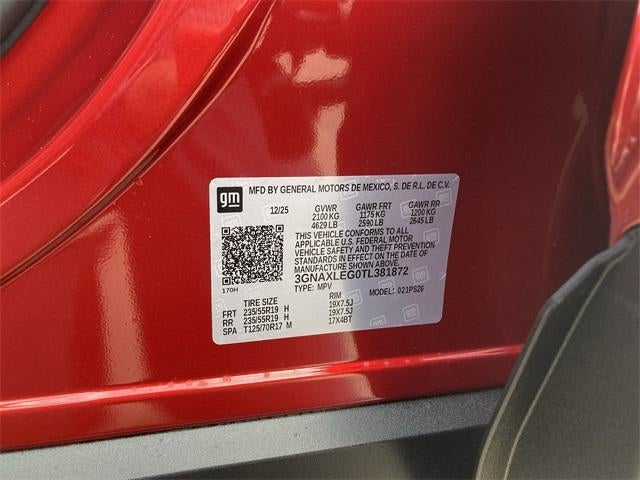 gm MFD BY GENERAL MOTORS DE MEXICO, S. DE R.L. DE C.V.
12/25 GVWR GAWR FRT GAWR RR
2100 KG 1175 KG 1200 KG
4629 LB 2590 LB 2645 LB
THIS VEHICLE CONFORMS TO ALL
APPLICABLE U.S. FEDERAL MOTOR
VEHICLE SAFETY AND THEFT PREVENTION
STANDARDS IN EFFECT ON THE DATE OF
MANUFACTURE SHOWN ABOVE.
3GNAXLEG0TL381872
170H TYPE: MPV MODEL: 021PS26
TIRE SIZE RIM
FRT 235/55R19 H 19X7.5J
RR 235/55R19 H 19X7.5J
SPA T125/70R17 M 17X4BT